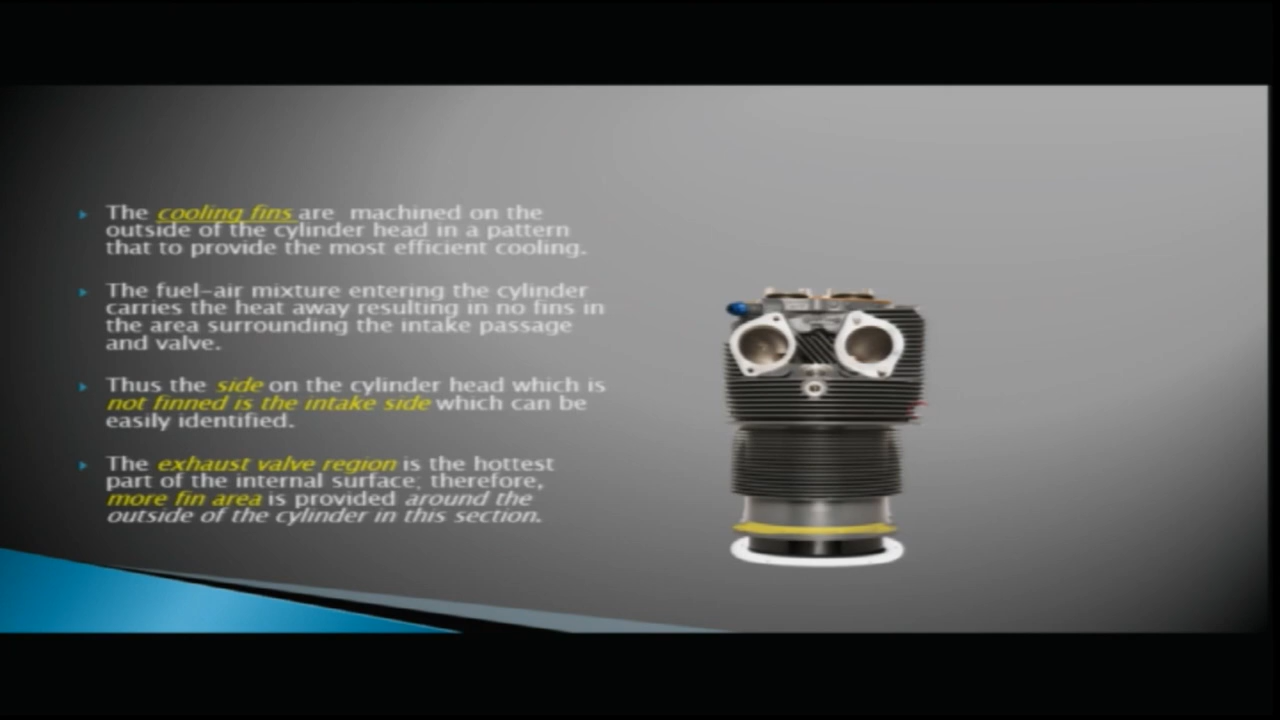 The cooling fins are machined on the
outside of the cylinder head in a pattern
that to provide the most efficient cooling.
The fuel-air mixture entering the cylinder
carries the heat away resulting in no fins in
the area surrounding the intake passage
and valve.
Thus the side on the cylinder head which is
not finned is the intake side which can be
easily identified.
The exhaust valve region is the hottest
part of the internal surface; therefore,
more fin area is provided around the
outside of the cylinder in this section.